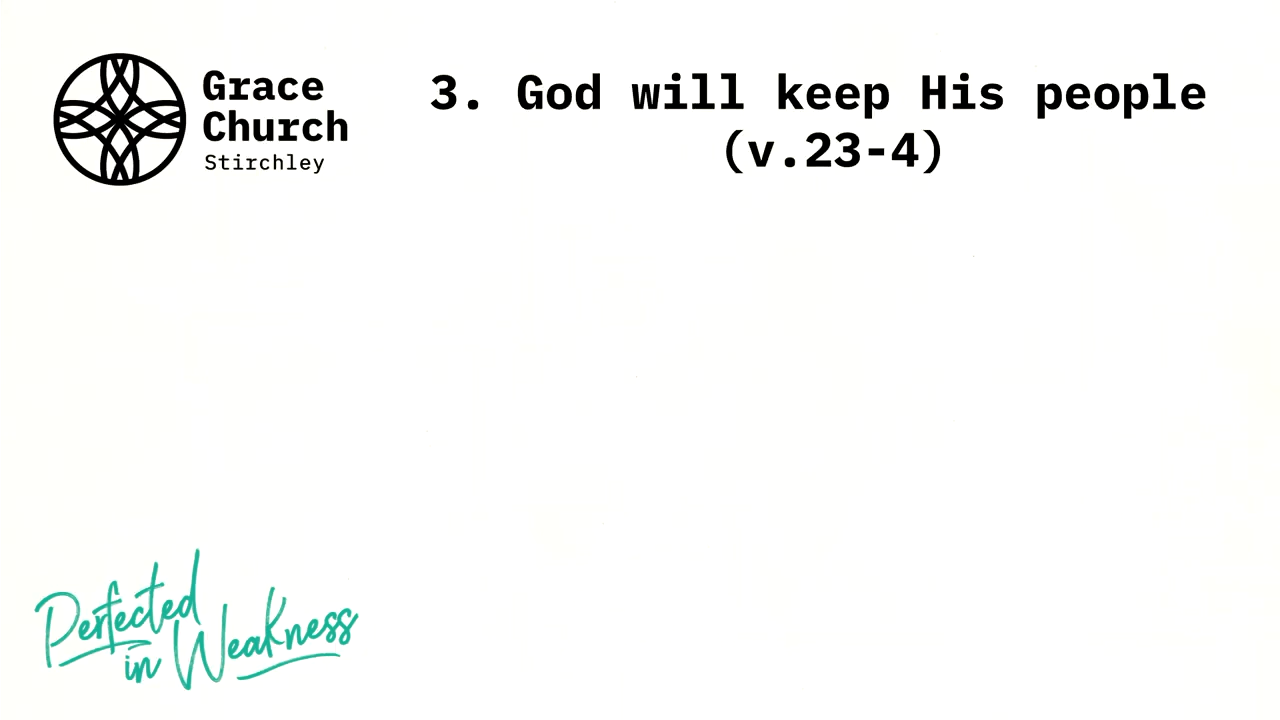 Grace
Church
Stirchley
3. God will keep His people
(v.23-4)
Perfected
in Weakness